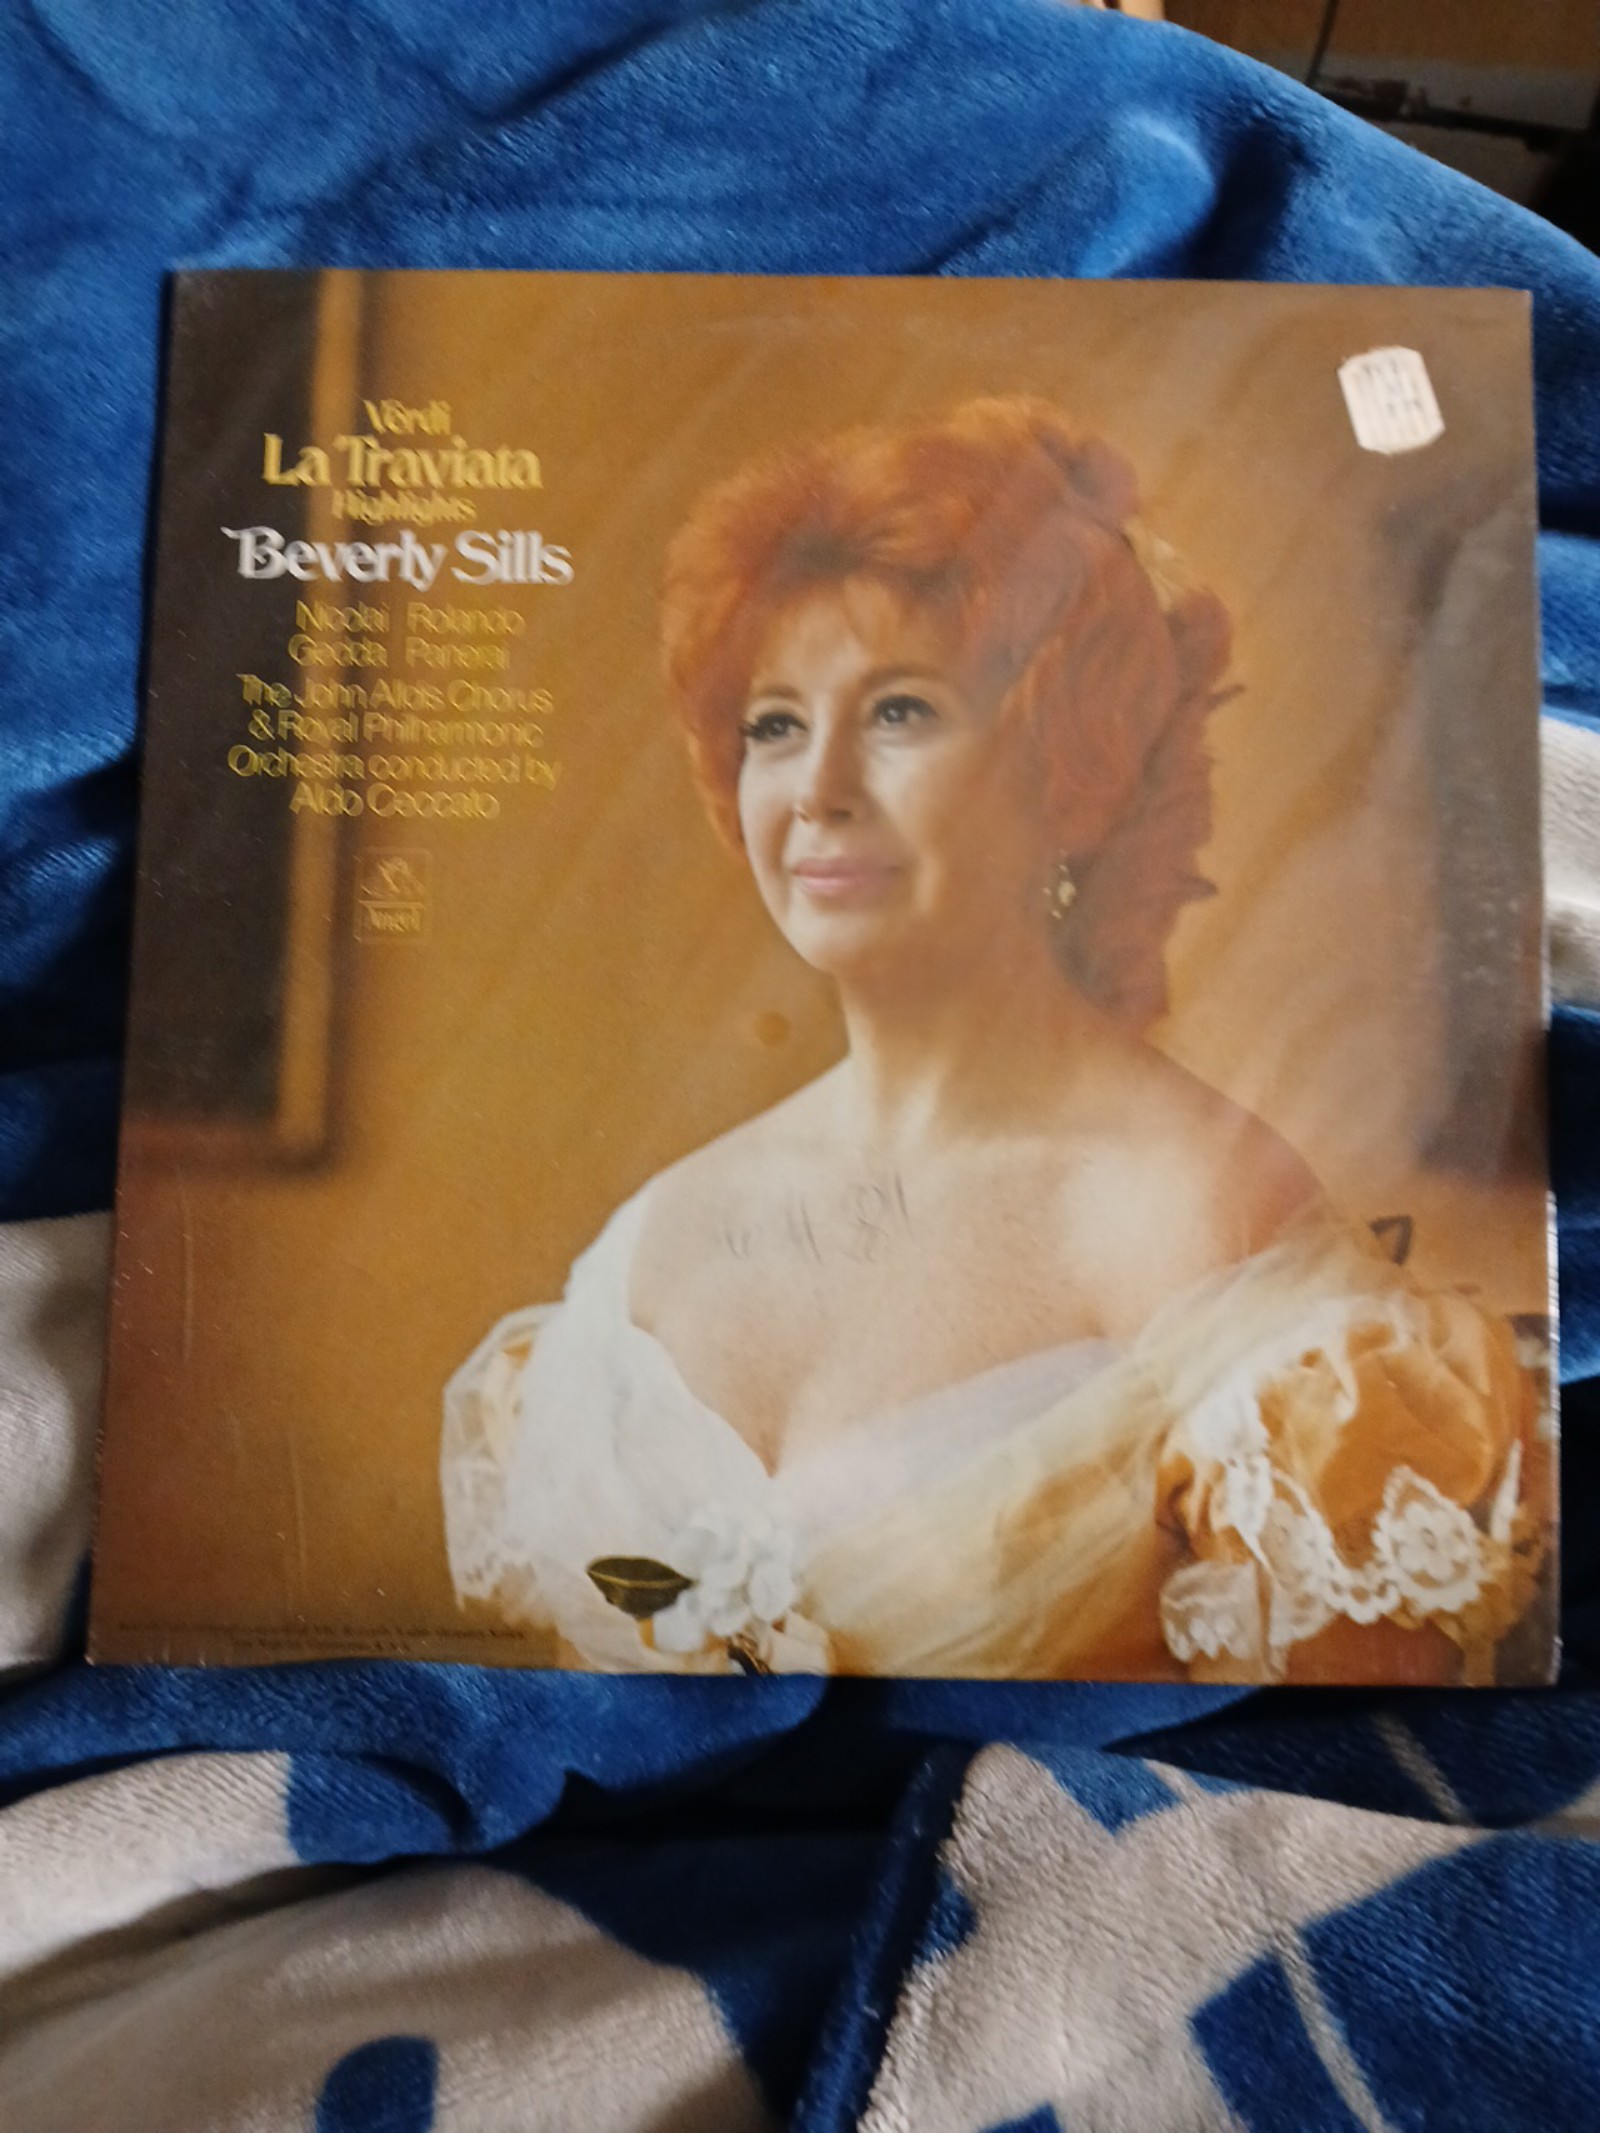 Verdi
La Traviata
Highlights
Beverly Sills
Nicolai Rolando
Gedda Panerai
The John Alldis Chorus
& Royal Philharmonic
Orchestra conducted by
Aldo Ceccato
Angel